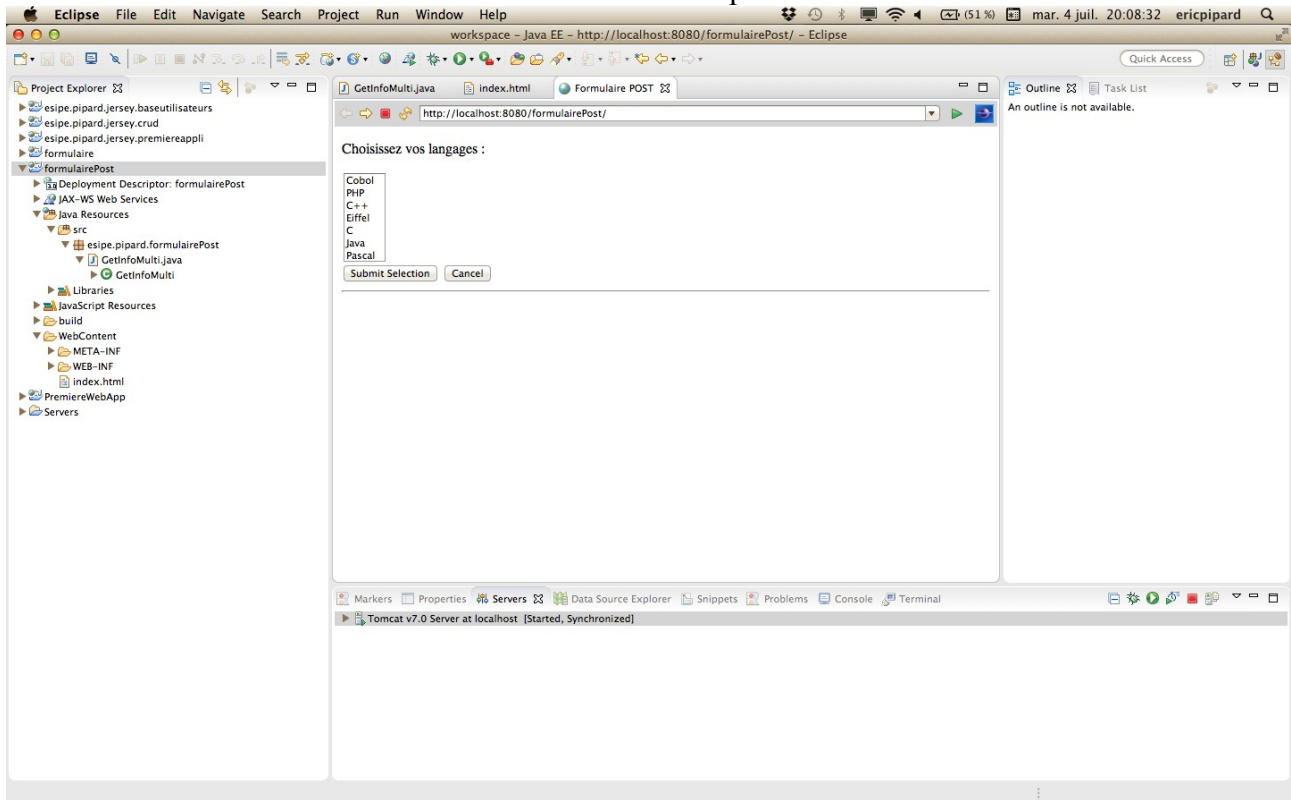 Eclipse File Edit Navigate Search Project Run Window Help (51 %) mar. 4 juil. 20:08:32 ericpipard
workspace – Java EE – http://localhost:8080/formulairePost/ – Eclipse
Quick Access
Project Explorer
esipe.pipard.jersey.baseutilisateurs
esipe.pipard.jersey.crud
esipe.pipard.jersey.premiereappli
formulaire
formulairePost
Deployment Descriptor: formulairePost
JAX-WS Web Services
Java Resources
src
esipe.pipard.formulairePost
GetInfoMulti.java
GetInfoMulti
Libraries
JavaScript Resources
build
WebContent
META-INF
WEB-INF
index.html
PremiereWebApp
Servers
GetInfoMulti.java index.html Formulaire POST
http://localhost:8080/formulairePost/
Choisissez vos langages :
Cobol
PHP
C++
Eiffel
C
Java
Pascal
Submit Selection Cancel
Outline Task List
An outline is not available.
Markers Properties Servers Data Source Explorer Snippets Problems Console Terminal
Tomcat v7.0 Server at localhost [Started, Synchronized]